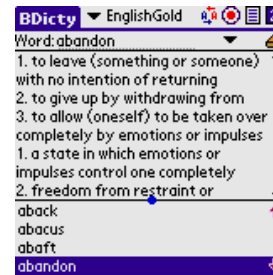 BDicty EnglishGold
Word: abandon
1. to leave (something or someone)
with no intention of returning
2. to give up by withdrawing from
3. to allow (oneself) to be taken over
completely by emotions or impulses
1. a state in which emotions or
impulses control one completely
2. freedom from restraint or
aback
abacus
abaft
abandon